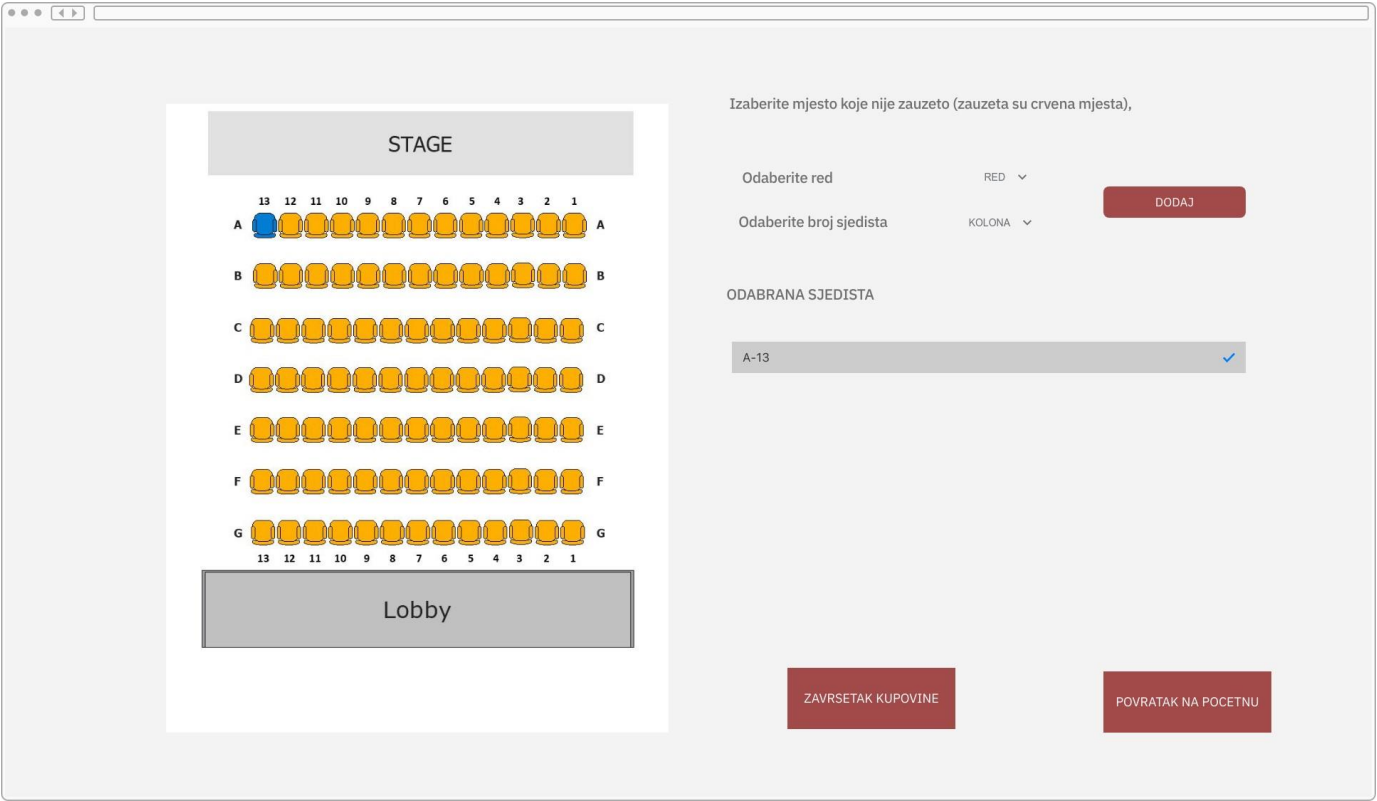 STAGE
13 12 11 10 9 8 7 6 5 4 3 2 1
A A
B B
C C
D D
E E
F F
G G
13 12 11 10 9 8 7 6 5 4 3 2 1
Lobby
Izaberite mjesto koje nije zauzeto (zauzeta su crvena mjesta),
Odaberite red RED
DODAJ
Odaberite broj sjedista KOLONA
ODABRANA SJEDISTA
A-13
ZAVRSETAK KUPOVINE
POVRATAK NA POCETNU